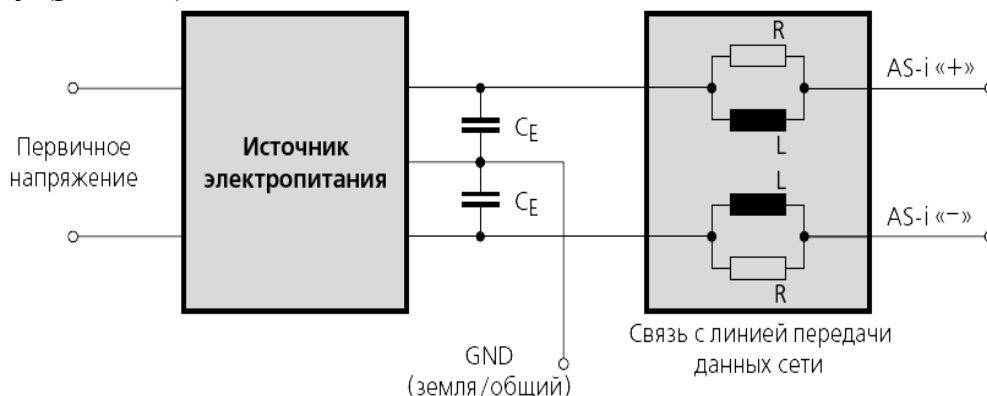 R
AS-i «+»
C_E
Первичное
напряжение
Источник
электропитания
L
L
C_E
AS-i «−»
R
GND
(земля/общий)
Связь с линией передачи
данных сети